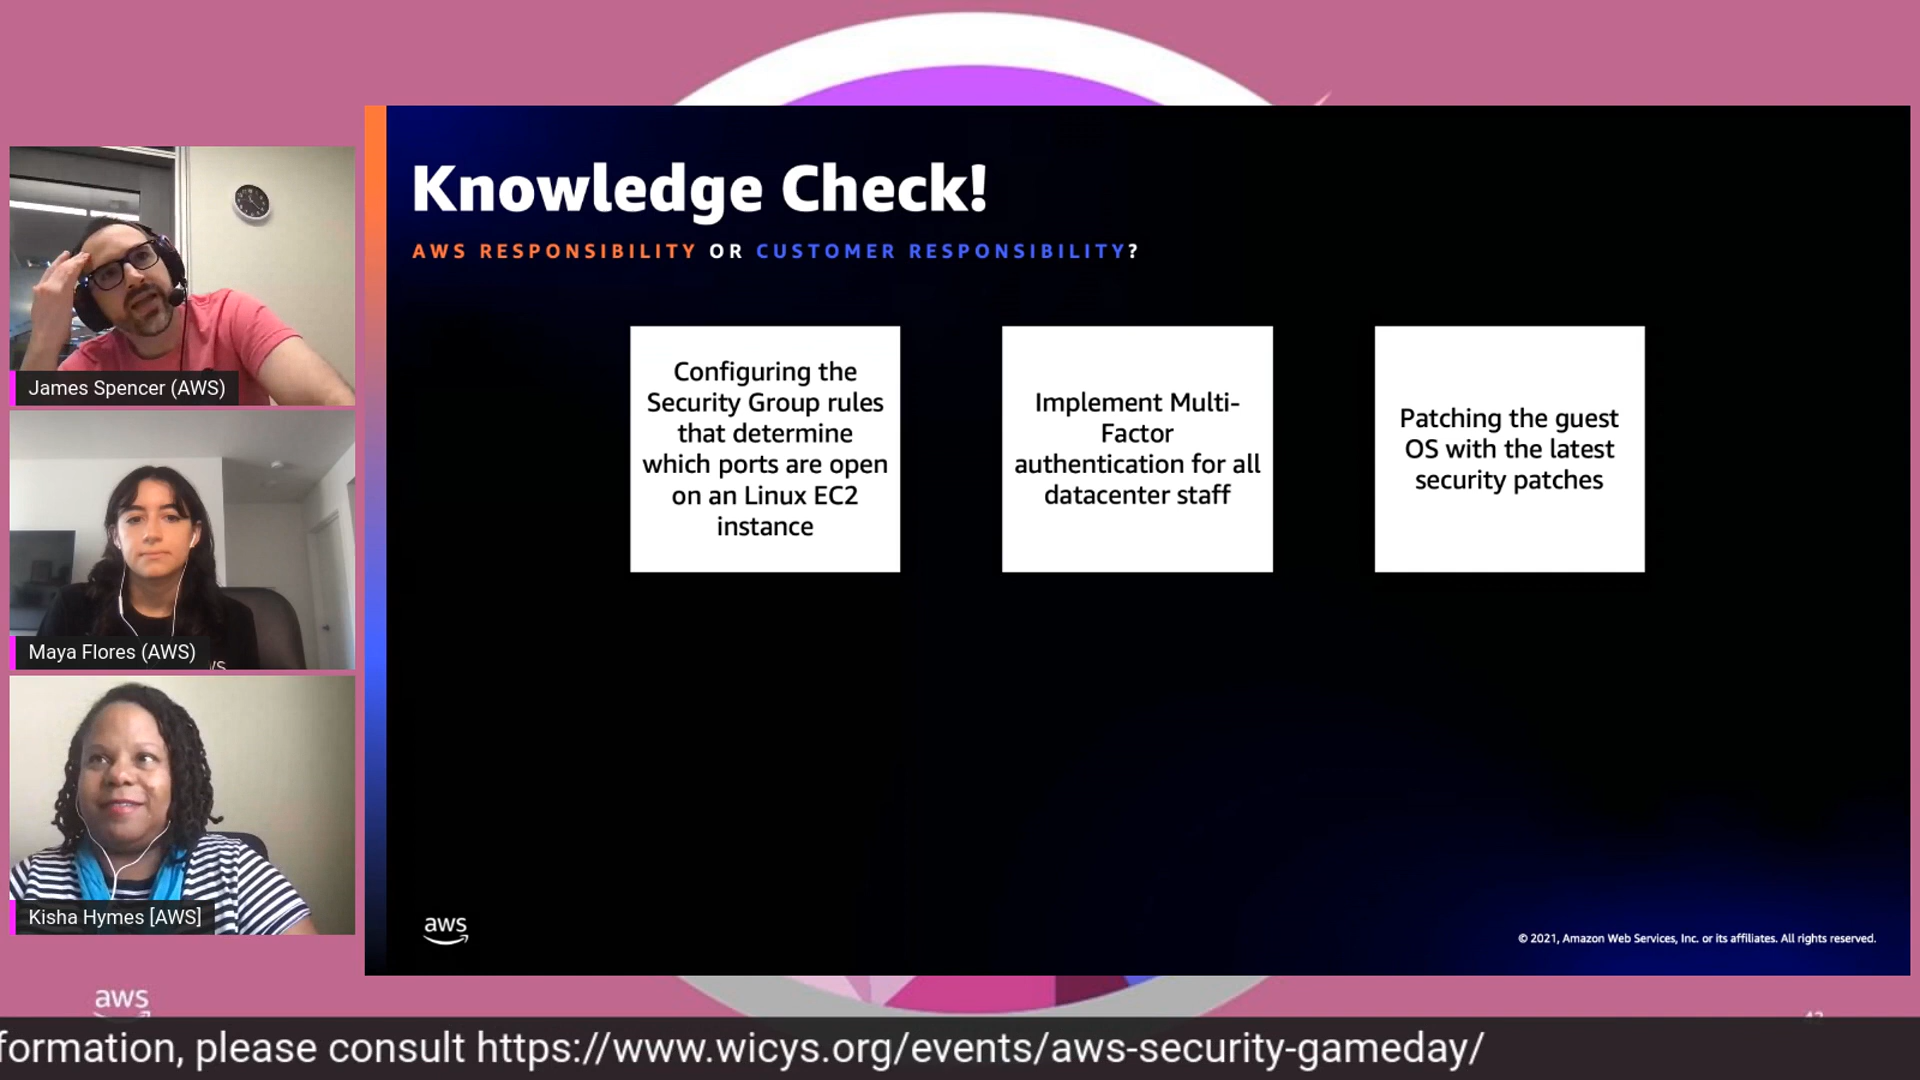 Knowledge Check!
AWS RESPONSIBILITY OR CUSTOMER RESPONSIBILITY?
Configuring the
Security Group rules
that determine
which ports are open
on an Linux EC2
instance
Implement Multi-
Factor
authentication for all
datacenter staff
Patching the guest
OS with the latest
security patches
James Spencer (AWS)
Maya Flores (AWS)
Kisha Hymes [AWS]
aws
© 2021, Amazon Web Services, Inc. or its affiliates. All rights reserved.
aws
formation, please consult https://www.wicys.org/events/aws-security-gameday/